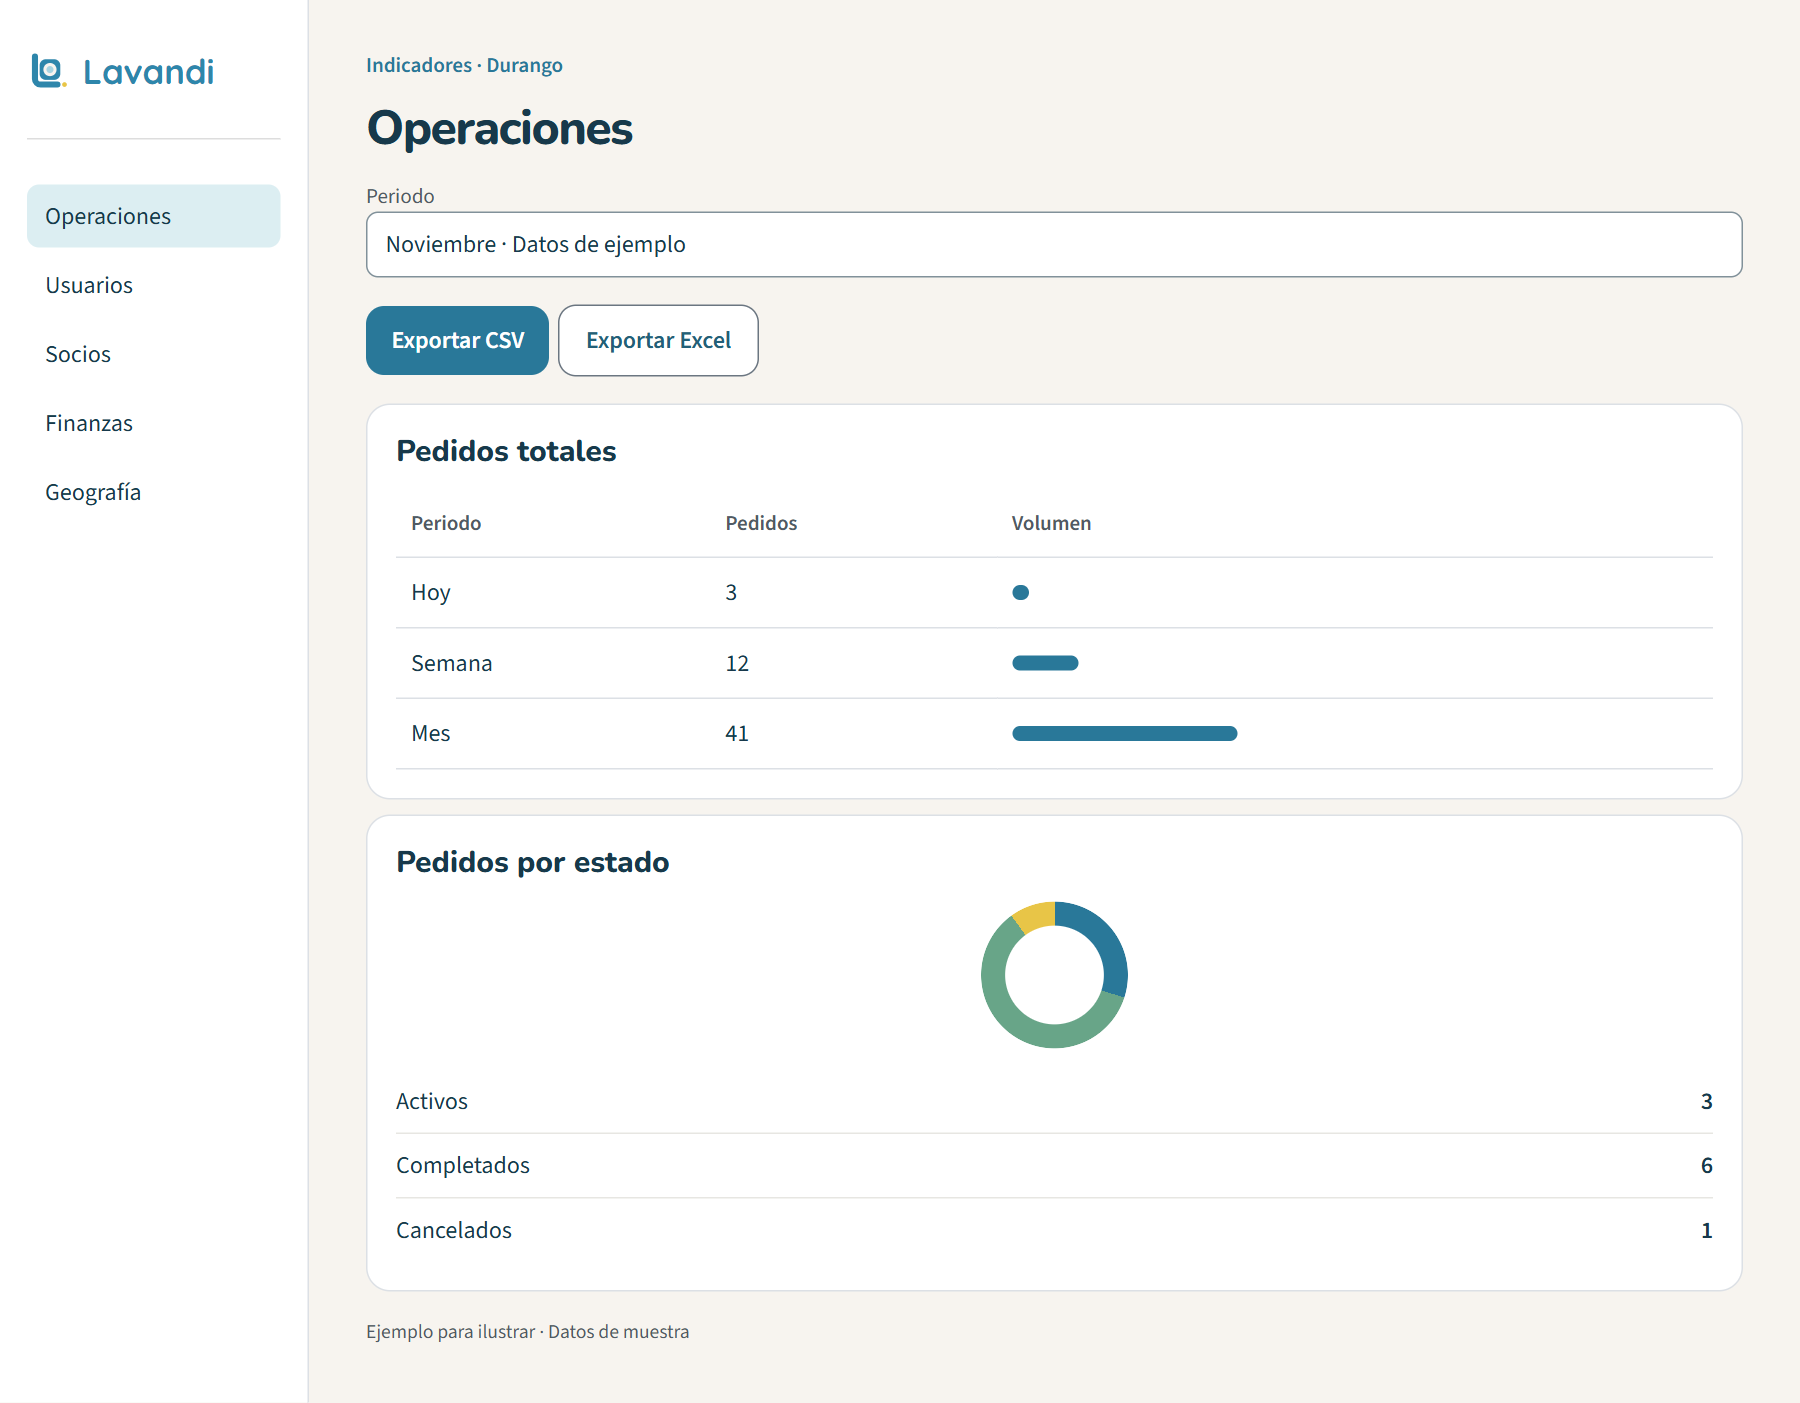 Lavandi
Operaciones
Usuarios
Socios
Finanzas
Geografía
Indicadores · Durango
Operaciones
Periodo
Noviembre · Datos de ejemplo
Exportar CSV Exportar Excel
Pedidos totales
Periodo Pedidos Volumen
Hoy 3
Semana 12
Mes 41
Pedidos por estado
Activos 3
Completados 6
Cancelados 1
Ejemplo para ilustrar · Datos de muestra